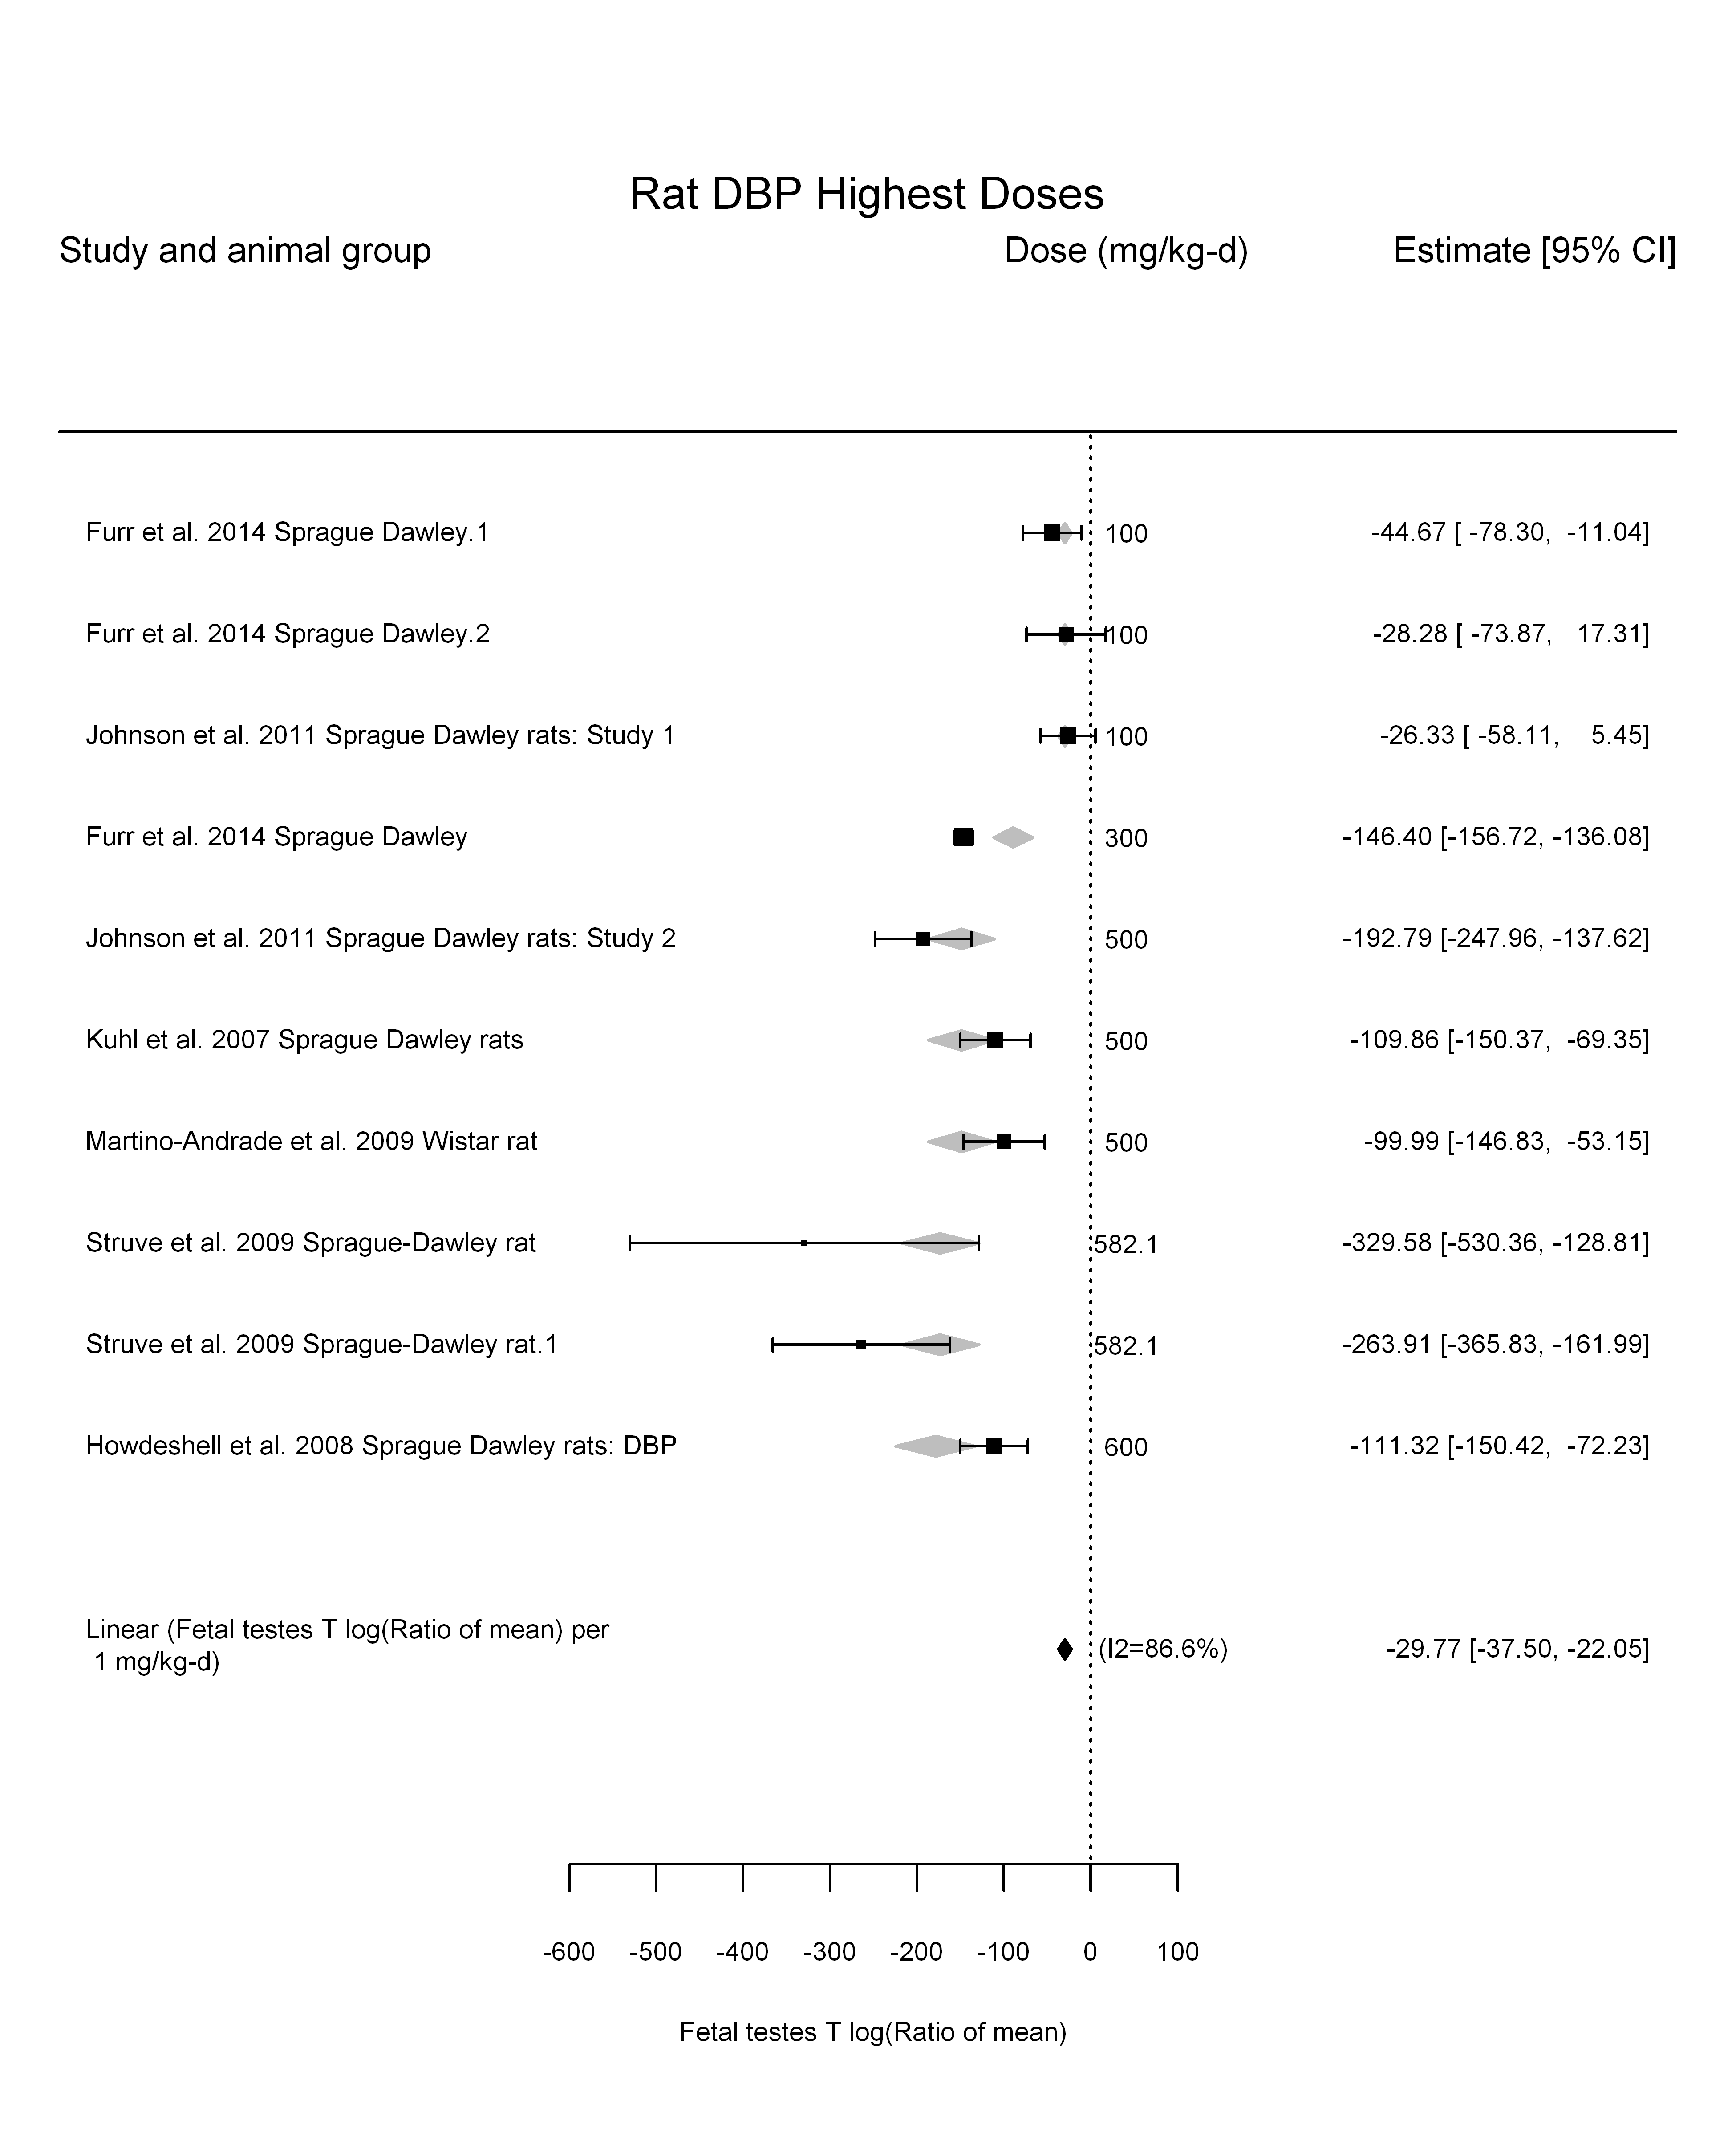 Rat DBP Highest Doses
Study and animal group Dose (mg/kg-d) Estimate [95% CI]
Furr et al. 2014 Sprague Dawley.1 100 -44.67 [ -78.30, -11.04]
Furr et al. 2014 Sprague Dawley.2 100 -28.28 [ -73.87, 17.31]
Johnson et al. 2011 Sprague Dawley rats: Study 1 100 -26.33 [ -58.11, 5.45]
Furr et al. 2014 Sprague Dawley 300 -146.40 [-156.72, -136.08]
Johnson et al. 2011 Sprague Dawley rats: Study 2 500 -192.79 [-247.96, -137.62]
Kuhl et al. 2007 Sprague Dawley rats 500 -109.86 [-150.37, -69.35]
Martino-Andrade et al. 2009 Wistar rat 500 -99.99 [-146.83, -53.15]
Struve et al. 2009 Sprague-Dawley rat 582.1 -329.58 [-530.36, -128.81]
Struve et al. 2009 Sprague-Dawley rat.1 582.1 -263.91 [-365.83, -161.99]
Howdeshell et al. 2008 Sprague Dawley rats: DBP 600 -111.32 [-150.42, -72.23]
Linear (Fetal testes T log(Ratio of mean) per
1 mg/kg-d) (I2=86.6%) -29.77 [-37.50, -22.05]
-600 -500 -400 -300 -200 -100 0 100
Fetal testes T log(Ratio of mean)